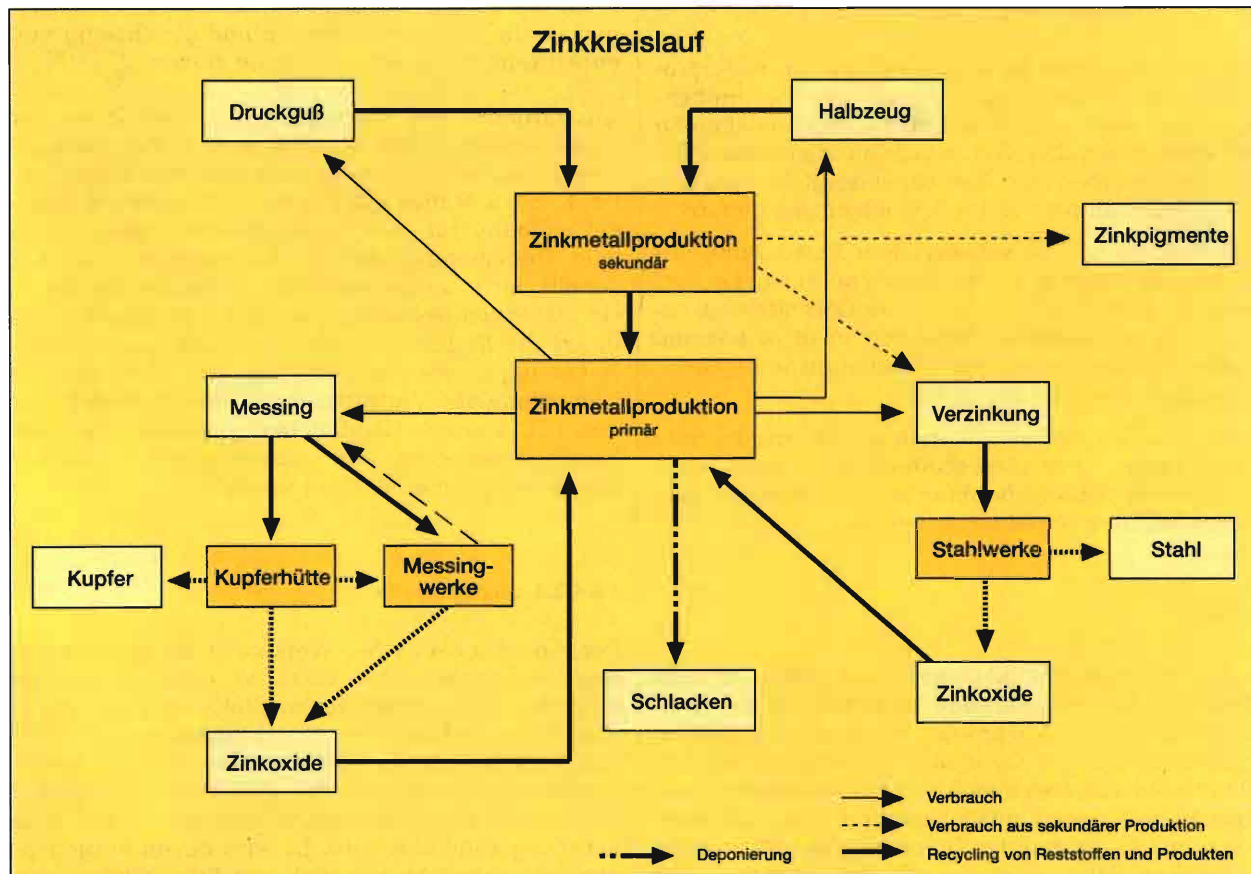 Zinkkreislauf
Druckguß
Halbzeug
Zinkmetallproduktion
sekundär
Zinkpigmente
Messing
Zinkmetallproduktion
primär
Verzinkung
Kupfer
Kupferhütte
Messing-
werke
Stahlwerke
Stahl
Schlacken
Zinkoxide
Zinkoxide
Verbrauch
Verbrauch aus sekundärer Produktion
Deponierung
Recycling von Reststoffen und Produkten